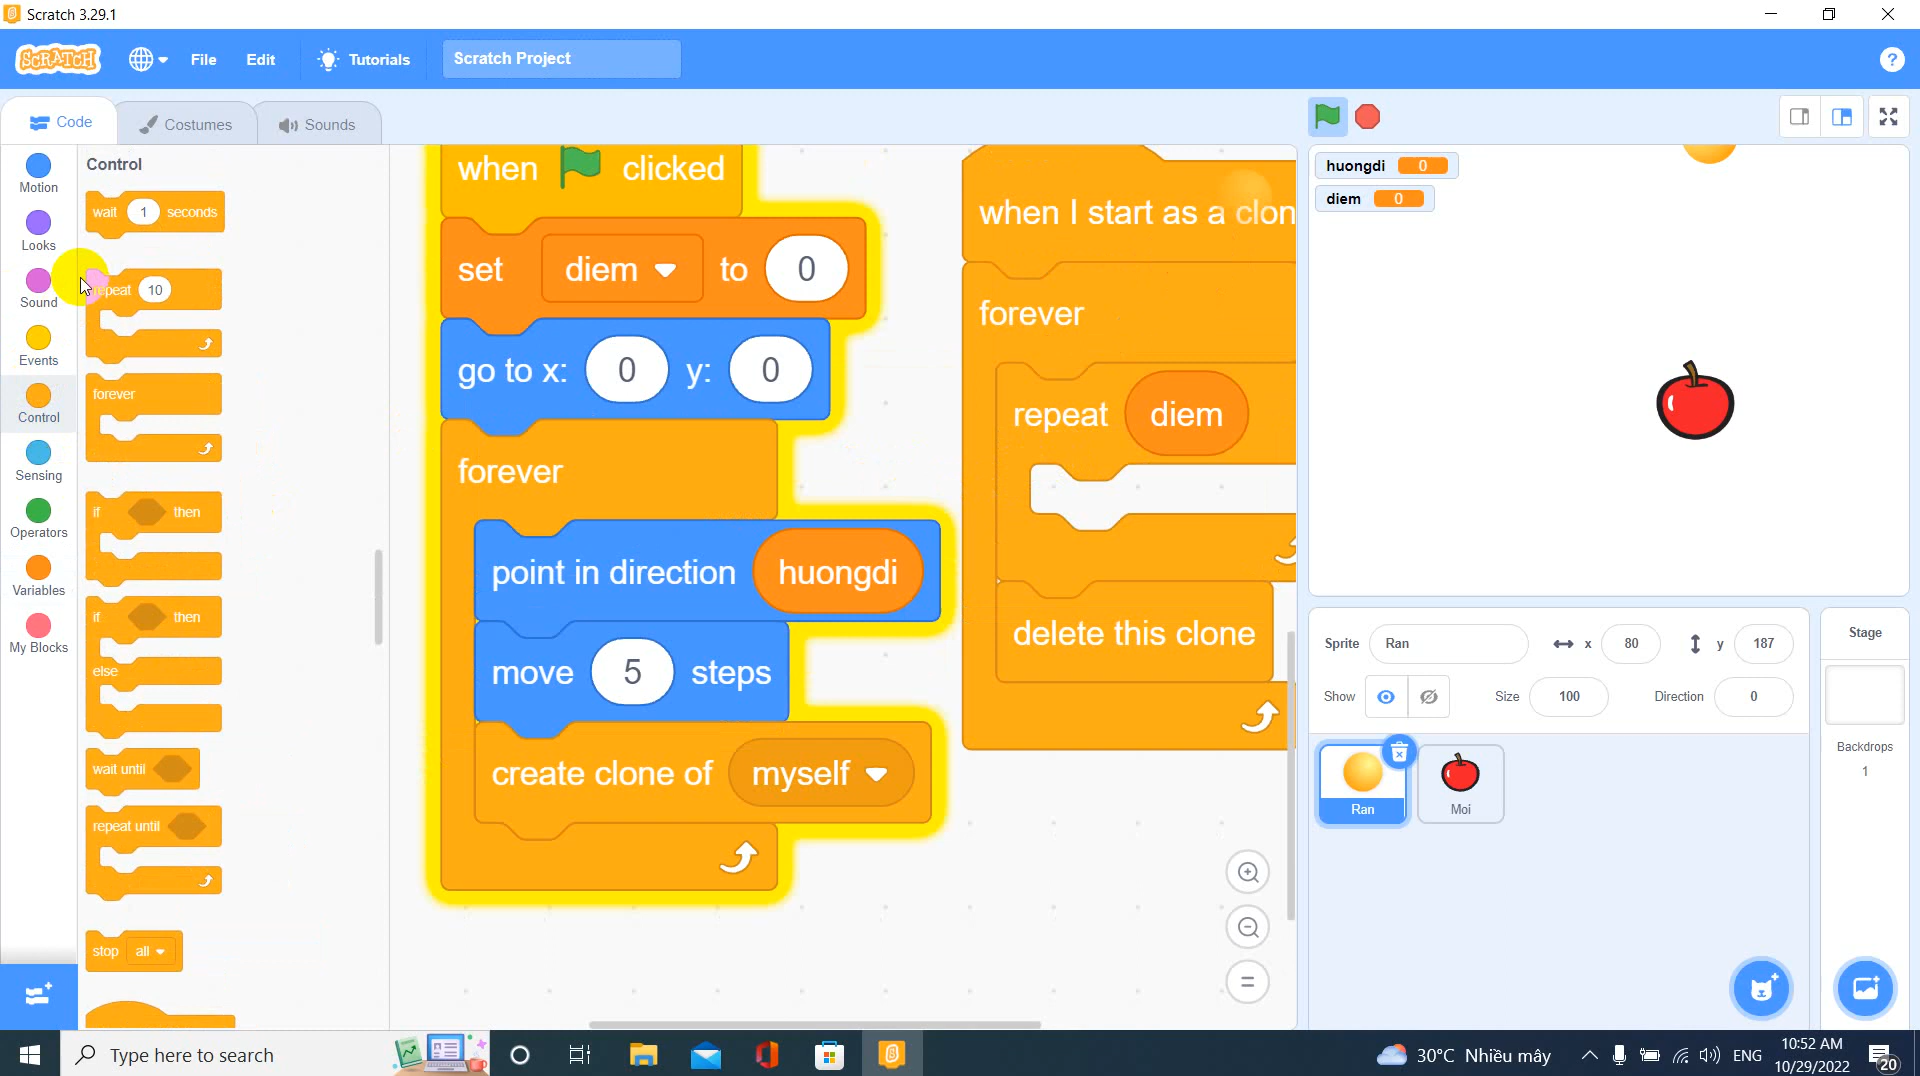 Scratch 3.29.1
SCRATCH
File
Edit
Tutorials
Scratch Project
?
Code
Costumes
Sounds
Motion
Looks
Sound
Events
Control
Sensing
Operators
Variables
My Blocks
Control
wait 1 seconds
repeat 10
forever
if then
if then
else
wait until
repeat until
stop all
when clicked
set diem to 0
go to x: 0 y: 0
forever
point in direction huongdi
move 5 steps
create clone of myself
when I start as a clon
forever
repeat diem
delete this clone
huongdi 0
diem 0
Sprite Ran x 80 y 187
Show Size 100 Direction 0
Ran
Moi
Stage
Backdrops
1
Type here to search
30°C Nhiều mây
ENG
10:52 AM
10/29/2022
20